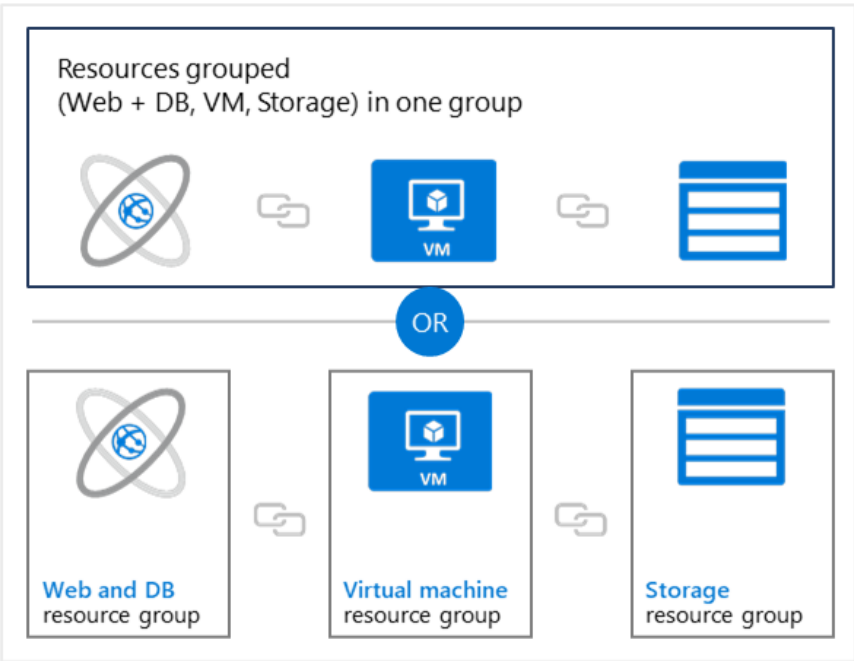 Resources grouped
(Web + DB, VM, Storage) in one group
VM
OR
VM
Web and DB
resource group
Virtual machine
resource group
Storage
resource group